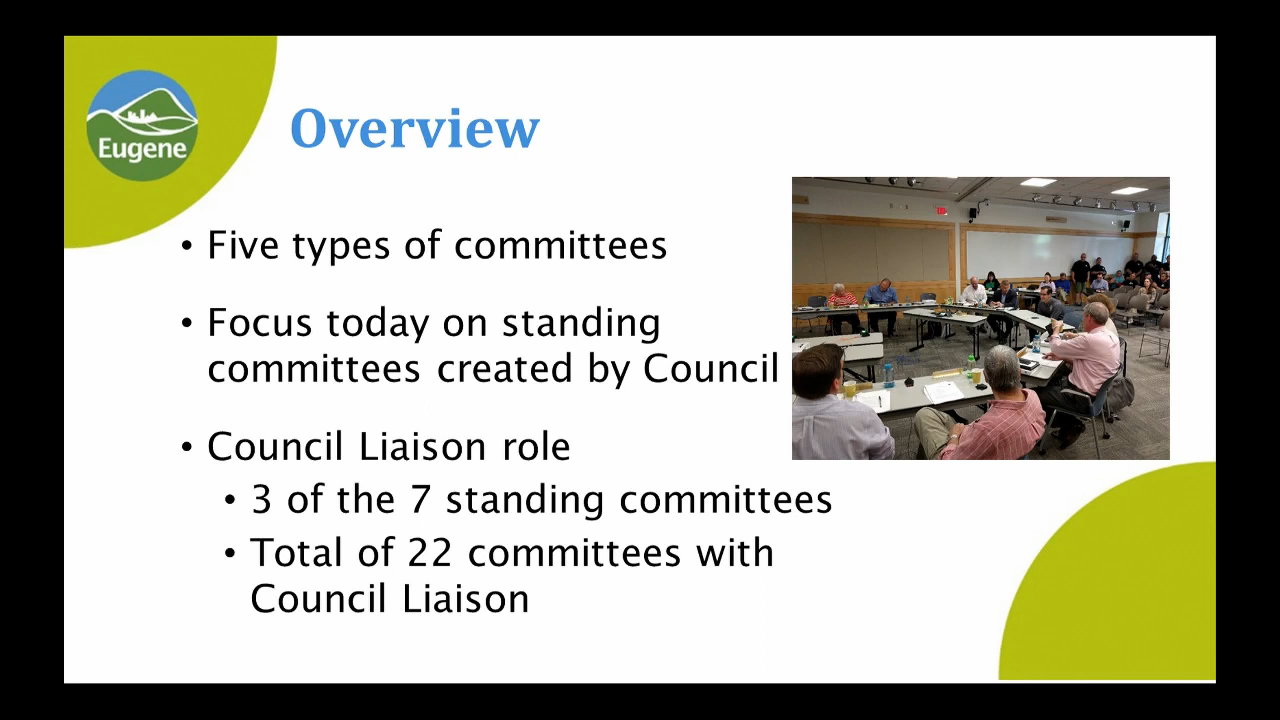 Eugene
Overview
• Five types of committees
• Focus today on standing
committees created by Council
• Council Liaison role
• 3 of the 7 standing committees
• Total of 22 committees with
Council Liaison